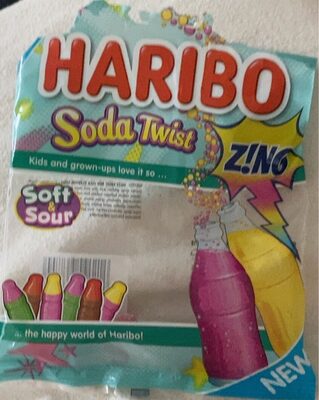 HARIBO
Soda Twist
Z!NG
Kids and grown-ups love it so ...
Soft
&
Sour
... the happy world of Haribo!
NEW